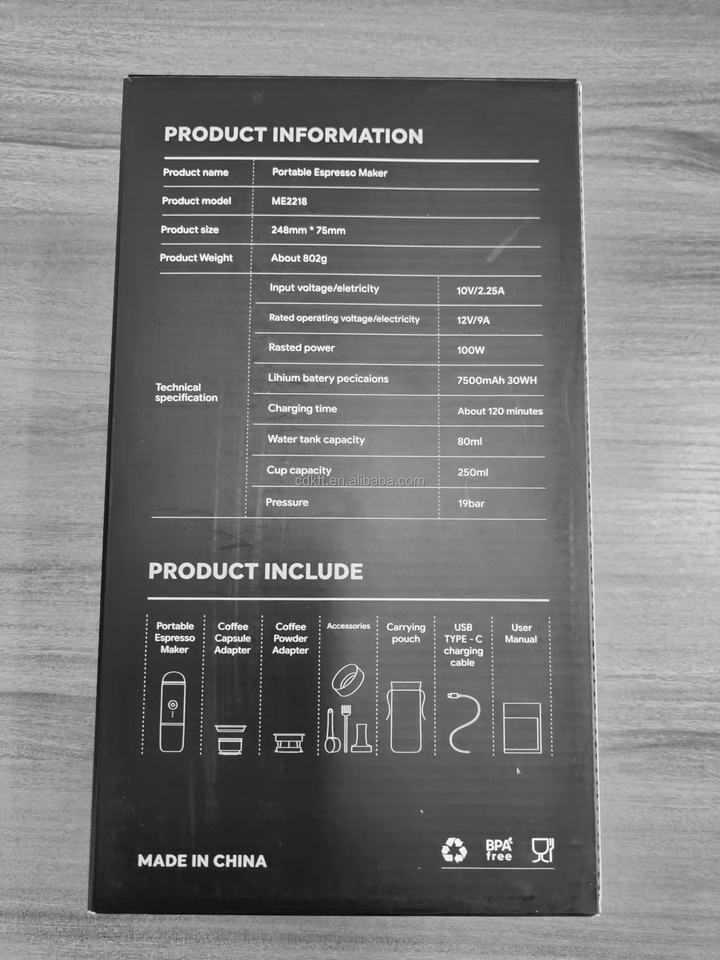 PRODUCT INFORMATION
Product name Portable Espresso Maker
Product model ME2218
Product size 248mm * 75mm
Product Weight About 802g
Technical
specification
Input voltage/eletricity 10V/2.25A
Rated operating voltage/electricity 12V/9A
Rasted power 100W
Lihium batery pecicaions 7500mAh 30WH
Charging time About 120 minutes
Water tank capacity 80ml
Cup capacity 250ml
cdkft.en.alibaba.com
Pressure 19bar
PRODUCT INCLUDE
Portable
Espresso
Maker
Coffee
Capsule
Adapter
Coffee
Powder
Adapter
Accessories
Carrying
pouch
USB
TYPE - C
charging
cable
User
Manual
MADE IN CHINA
BPA
free